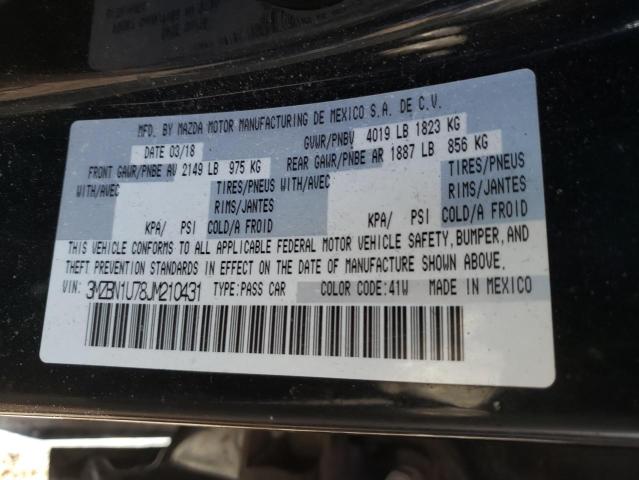 MFD. BY MAZDA MOTOR MANUFACTURING DE MEXICO S.A. DE C.V.
DATE 03/18 GVWR/PNBV 4019 LB 1823 KG
FRONT GAWR/PNBE AV 2149 LB 975 KG REAR GAWR/PNBE AR 1887 LB 856 KG
WITH/AVEC TIRES/PNEUS WITH/AVEC TIRES/PNEUS
RIMS/JANTES RIMS/JANTES
KPA/ PSI COLD/A FROID KPA/ PSI COLD/A FROID
THIS VEHICLE CONFORMS TO ALL APPLICABLE FEDERAL MOTOR VEHICLE SAFETY, BUMPER, AND
THEFT PREVENTION STANDARDS IN EFFECT ON THE DATE OF MANUFACTURE SHOWN ABOVE.
VIN: 3MZBN1U78JM210431 TYPE:PASS CAR COLOR CODE:41W MADE IN MEXICO